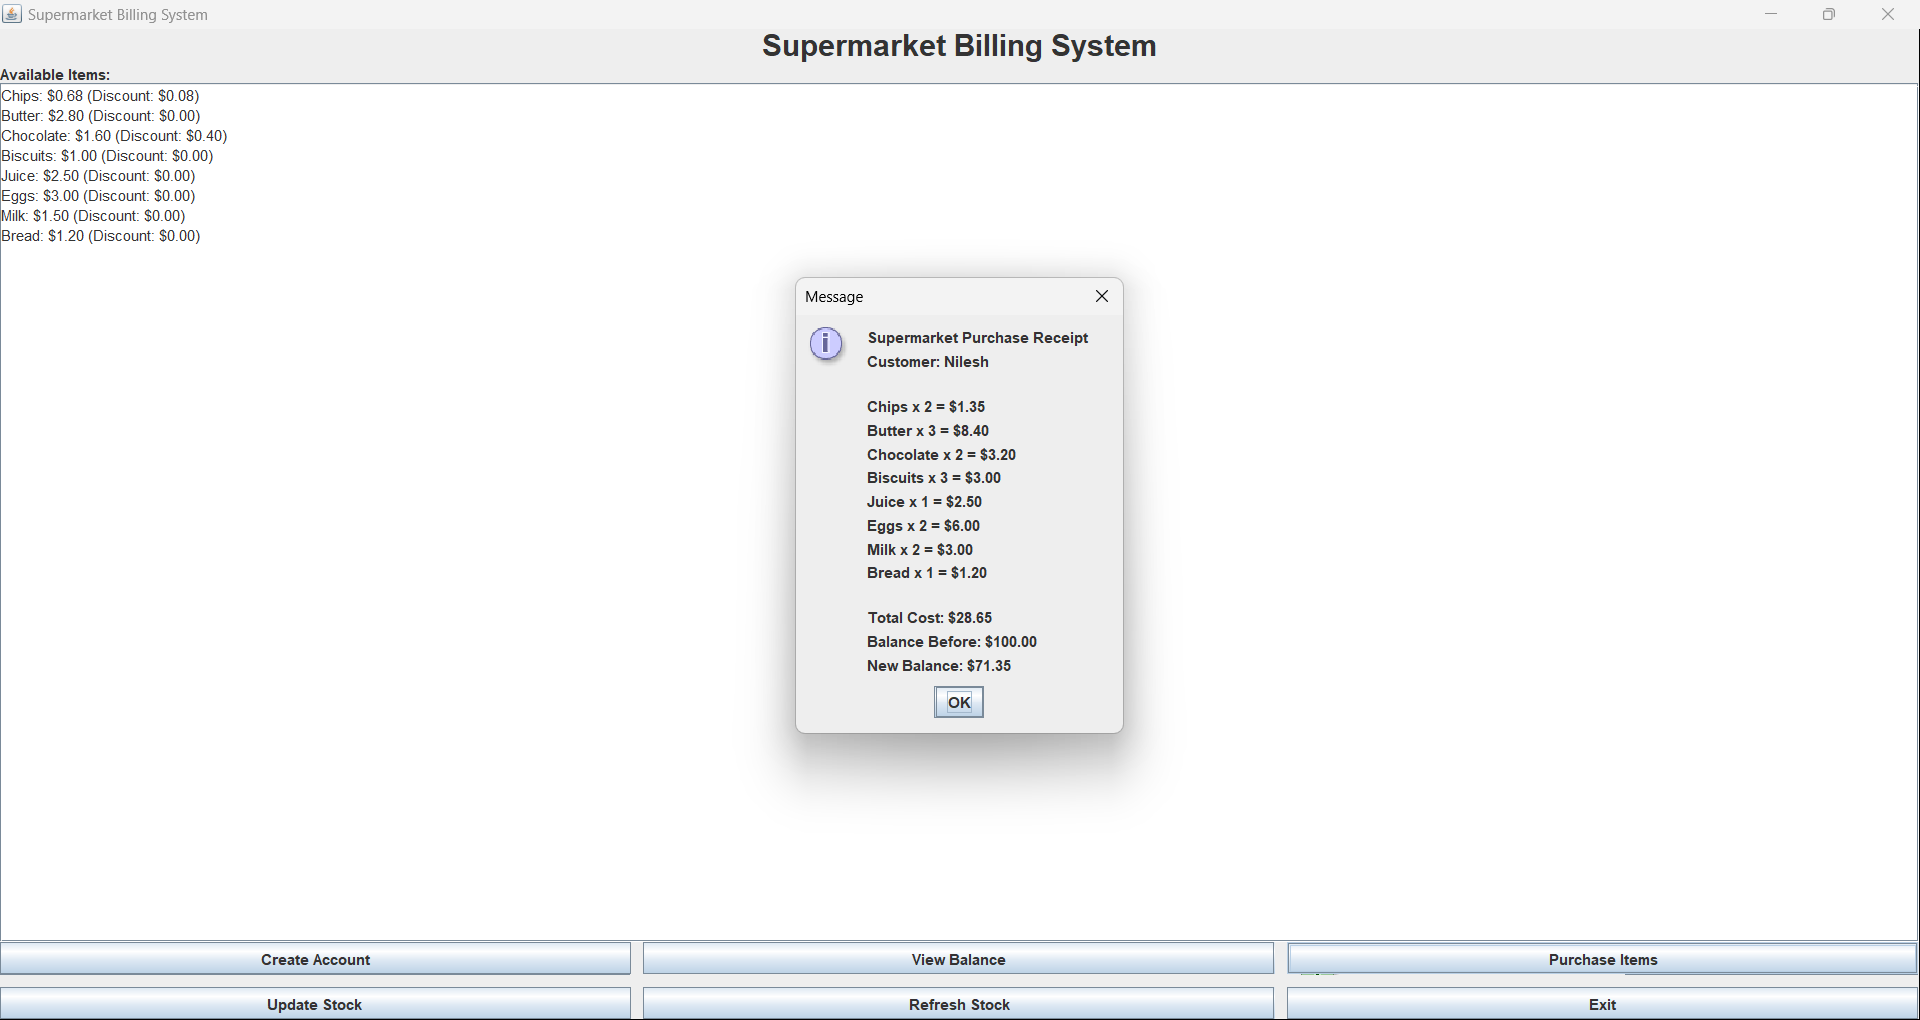 Supermarket Billing System
Supermarket Billing System
Available Items:
Chips: $0.68 (Discount: $0.08)
Butter: $2.80 (Discount: $0.00)
Chocolate: $1.60 (Discount: $0.40)
Biscuits: $1.00 (Discount: $0.00)
Juice: $2.50 (Discount: $0.00)
Eggs: $3.00 (Discount: $0.00)
Milk: $1.50 (Discount: $0.00)
Bread: $1.20 (Discount: $0.00)
Message
Supermarket Purchase Receipt
Customer: Nilesh
Chips x 2 = $1.35
Butter x 3 = $8.40
Chocolate x 2 = $3.20
Biscuits x 3 = $3.00
Juice x 1 = $2.50
Eggs x 2 = $6.00
Milk x 2 = $3.00
Bread x 1 = $1.20
Total Cost: $28.65
Balance Before: $100.00
New Balance: $71.35
OK
Create Account
View Balance
Purchase Items
Update Stock
Refresh Stock
Exit